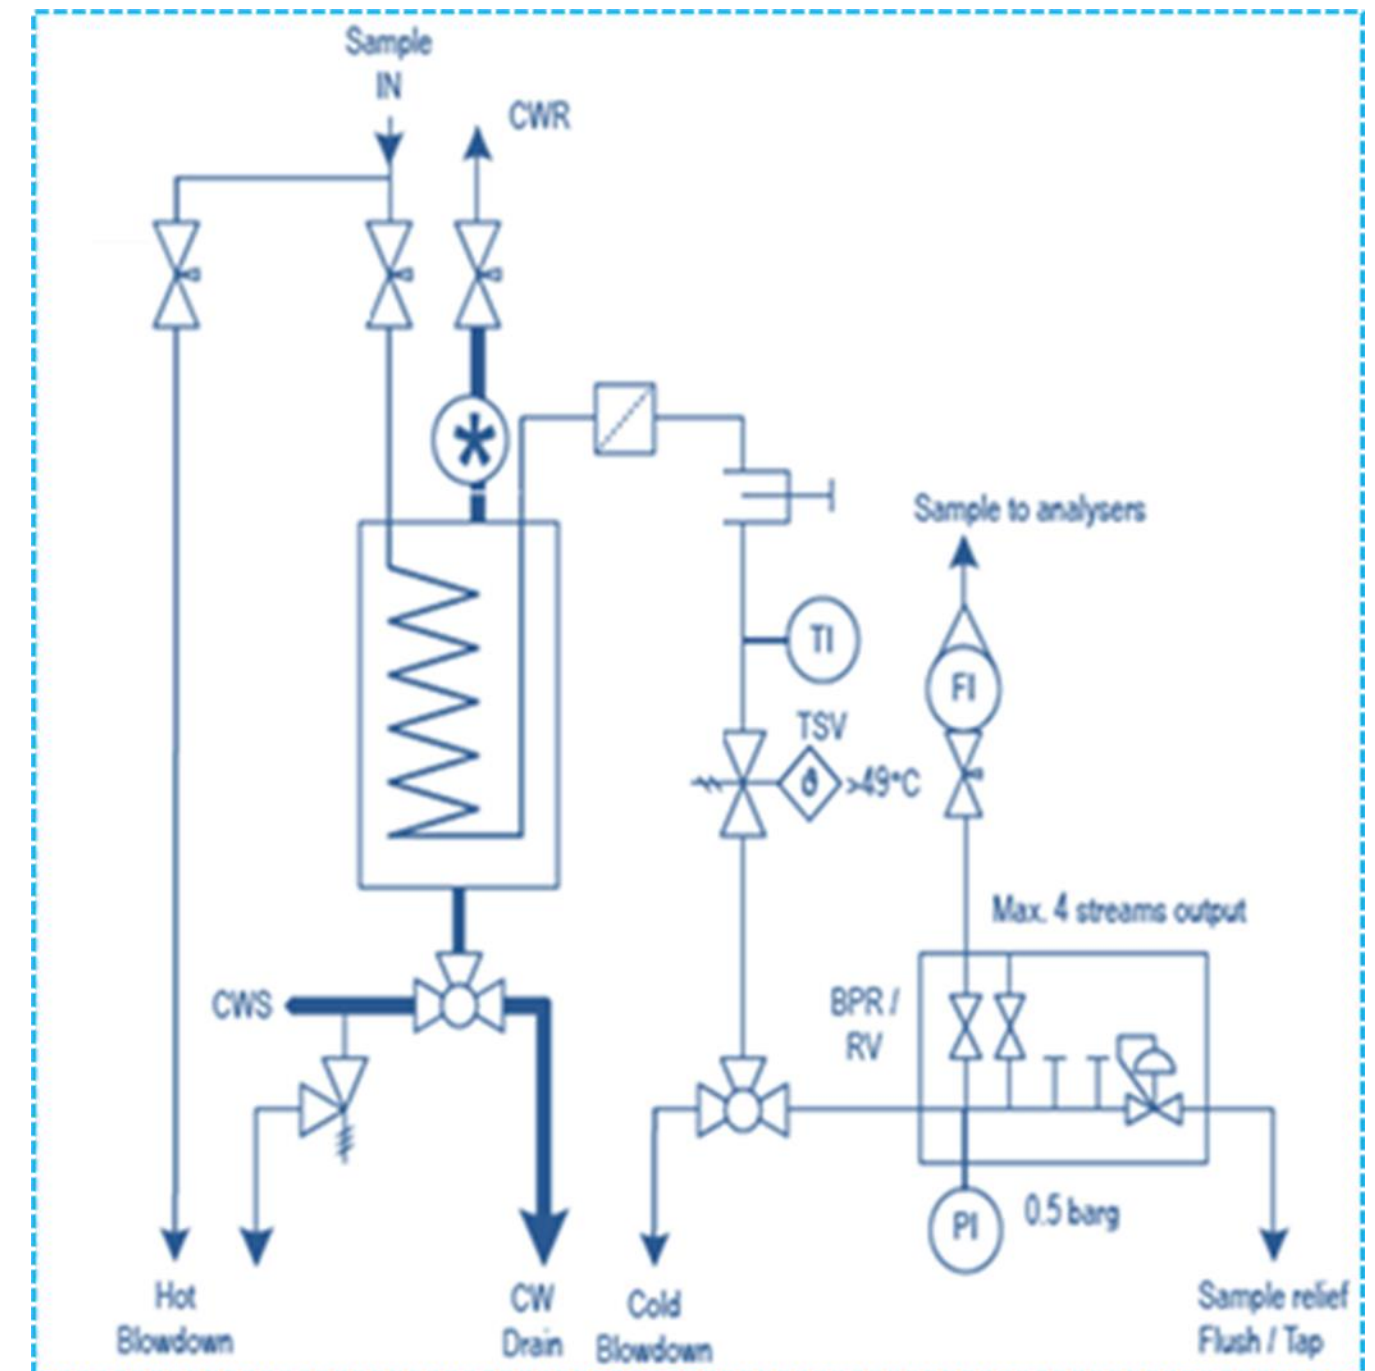 Sample
IN
CWR
Sample to analysers
TI
FI
TSV
>49°C
Max. 4 streams output
CWS
BPR /
RV
PI
0.5 barg
Hot
Blowdown
CW
Drain
Cold
Blowdown
Sample relief
Flush / Tap